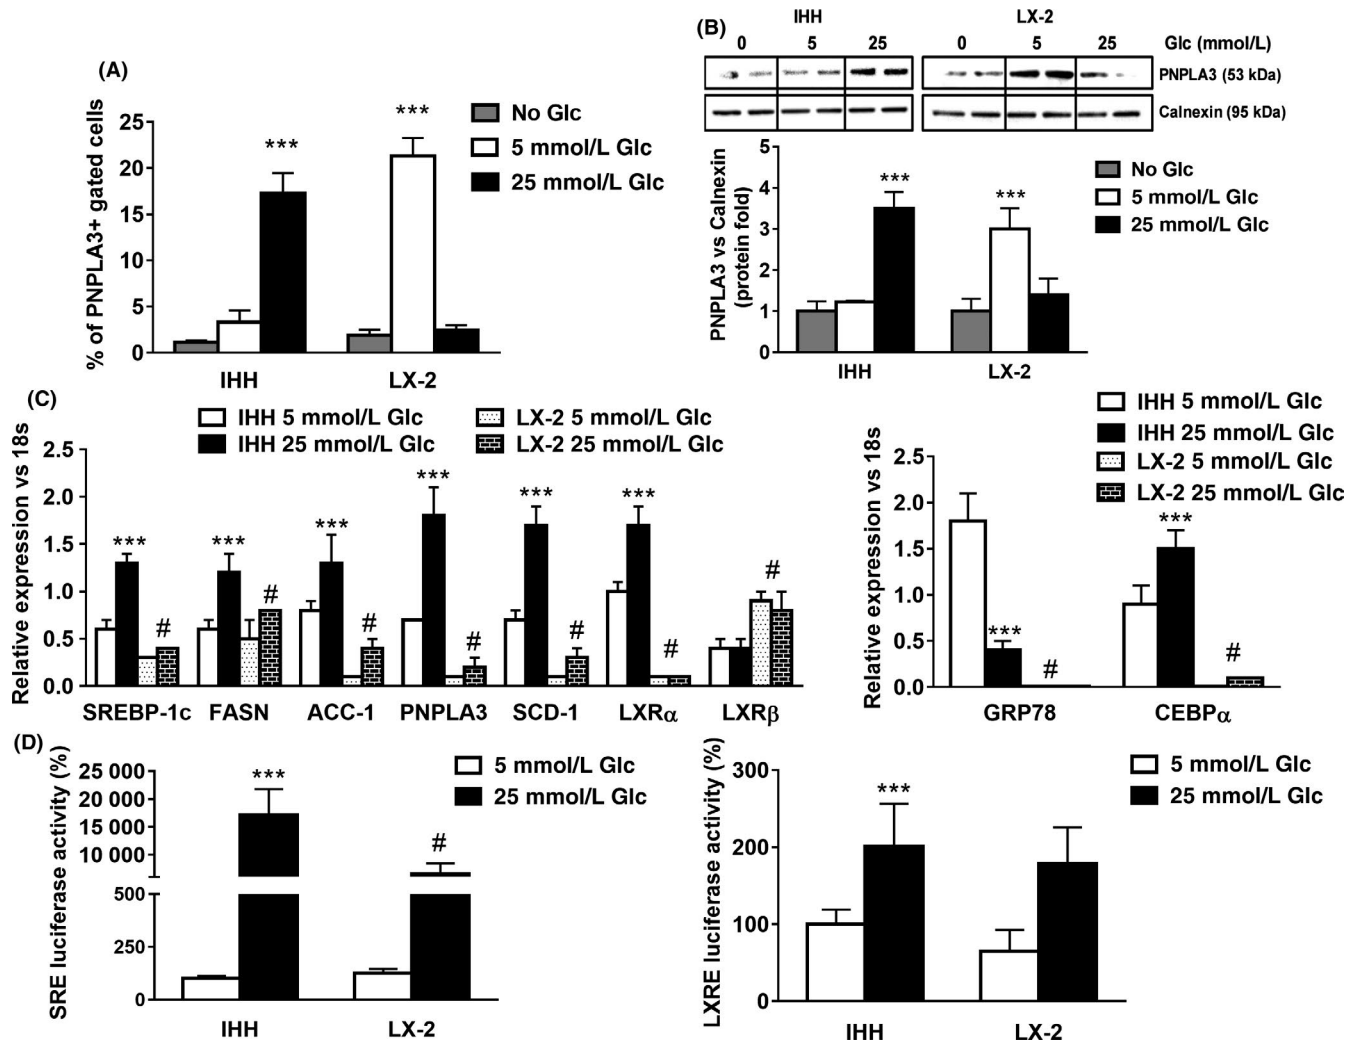 (A)
% of PNPLA3+ gated cells
25
20
15
10
5
0
***
***
IHH
LX-2
No Glc
5 mmol/L Glc
25 mmol/L Glc
(B)
IHH
LX-2
0 5 25 0 5 25 Glc (mmol/L)
PNPLA3 (53 kDa)
Calnexin (95 kDa)
PNPLA3 vs Calnexin
(protein fold)
5
4
3
2
1
0
***
***
IHH
LX-2
No Glc
5 mmol/L Glc
25 mmol/L Glc
(C)
IHH 5 mmol/L Glc
IHH 25 mmol/L Glc
LX-2 5 mmol/L Glc
LX-2 25 mmol/L Glc
Relative expression vs 18s
2.5
2.0
1.5
1.0
0.5
0.0
*** # *** # *** # *** # *** # *** # #
SREBP-1c FASN ACC-1 PNPLA3 SCD-1 LXRα LXRβ
IHH 5 mmol/L Glc
IHH 25 mmol/L Glc
LX-2 5 mmol/L Glc
LX-2 25 mmol/L Glc
Relative expression vs 18s
2.5
2.0
1.5
1.0
0.5
0.0
*** # *** #
GRP78 CEBPα
(D)
SRE luciferase activity (%)
25 000
20 000
15 000
10 000
500
250
0
***
#
IHH
LX-2
5 mmol/L Glc
25 mmol/L Glc
LXRE luciferase activity (%)
300
200
100
0
***
IHH
LX-2
5 mmol/L Glc
25 mmol/L Glc